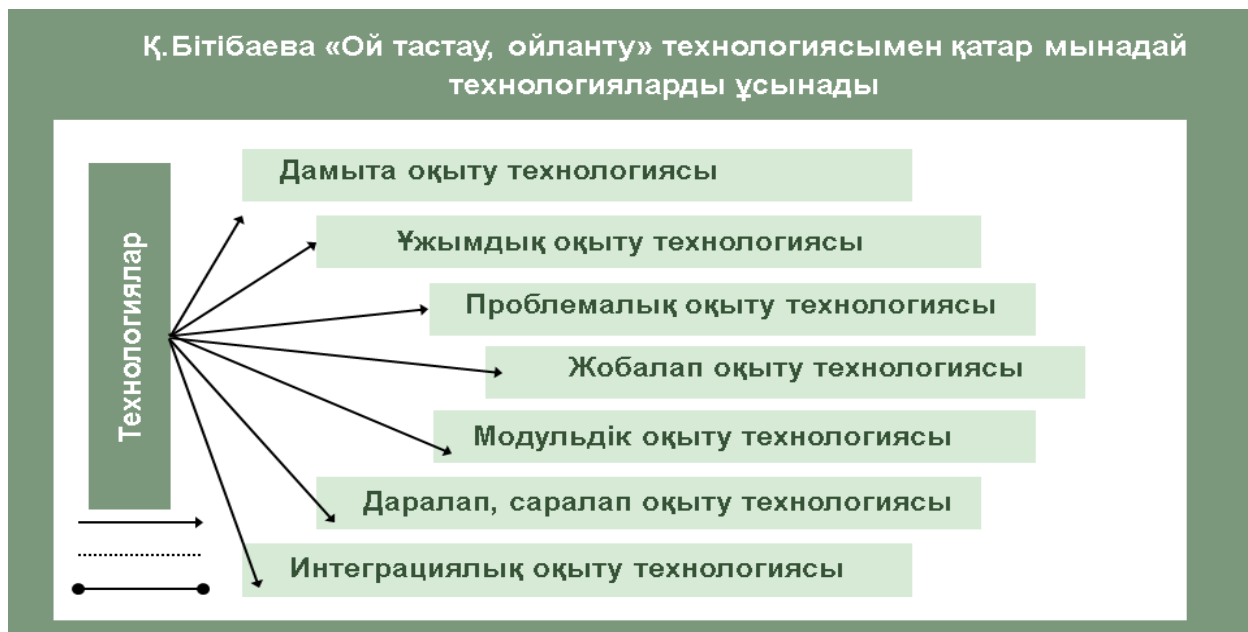 Қ.Бітібаева «Ой тастау, ойланту» технологиясымен қатар мынадай
технологияларды ұсынады
Технологиялар
Дамыта оқыту технологиясы
Ұжымдық оқыту технологиясы
Проблемалық оқыту технологиясы
Жобалап оқыту технологиясы
Модульдік оқыту технологиясы
Даралап, саралап оқыту технологиясы
Интеграциялық оқыту технологиясы